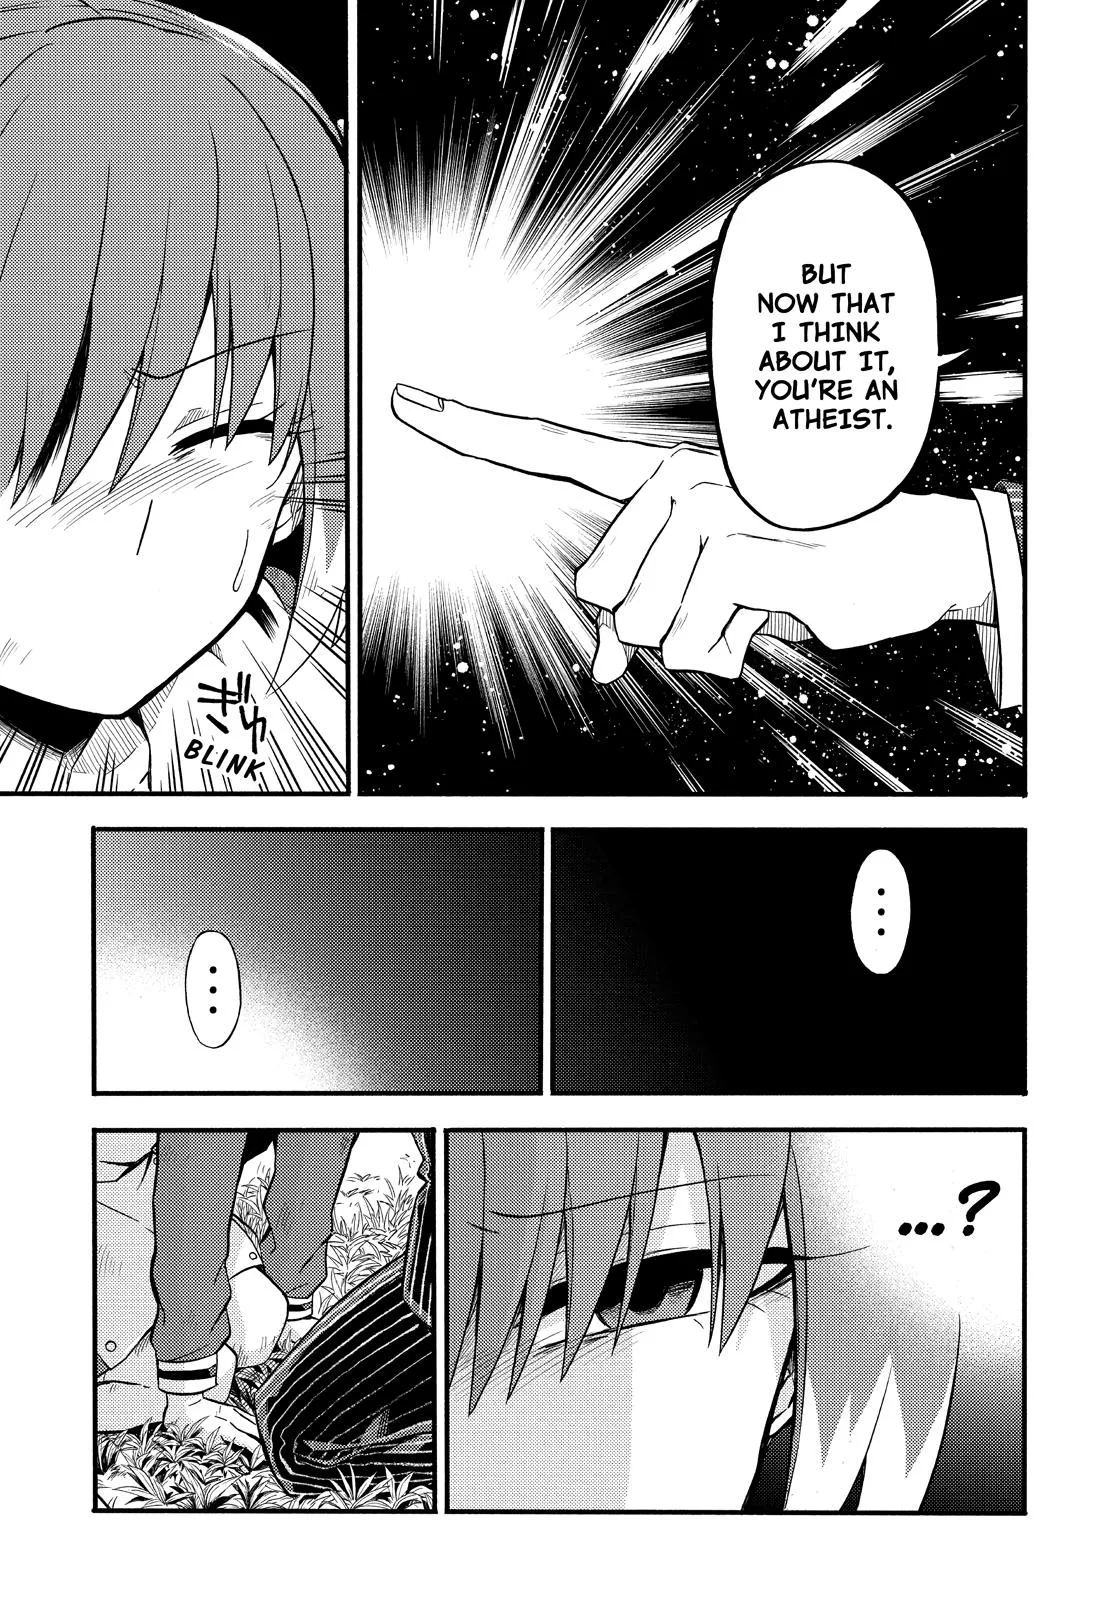 BUT
NOW THAT
I THINK
ABOUT IT,
YOU'RE AN
ATHEIST.
ぎゅ
BLINK
...
...
...?